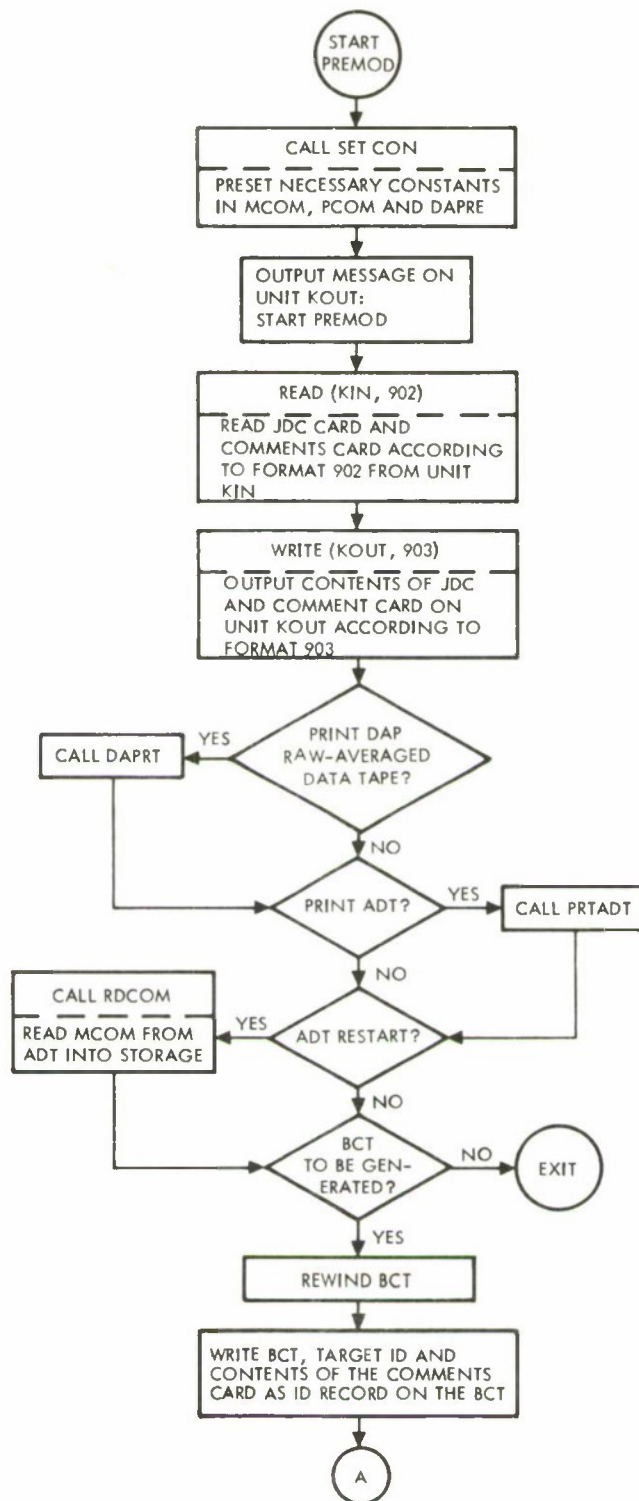 START
PREMOD
CALL SET CON
PRESET NECESSARY CONSTANTS
IN MCOM, PCOM AND DAPRE
OUTPUT MESSAGE ON
UNIT KOUT:
START PREMOD
READ (KIN, 902)
READ JDC CARD AND
COMMENTS CARD ACCORDING
TO FORMAT 902 FROM UNIT
KIN
WRITE (KOUT, 903)
OUTPUT CONTENTS OF JDC
AND COMMENT CARD ON
UNIT KOUT ACCORDING TO
FORMAT 903
PRINT DAP
RAW-AVERAGED
DATA TAPE?
YES
CALL DAPRT
NO
PRINT ADT?
YES
CALL PRTADT
NO
CALL RDCOM
READ MCOM FROM
ADT INTO STORAGE
YES
ADT RESTART?
NO
BCT
TO BE GEN-
ERATED?
NO
EXIT
YES
REWIND BCT
WRITE BCT, TARGET ID AND
CONTENTS OF THE COMMENTS
CARD AS ID RECORD ON THE BCT
A